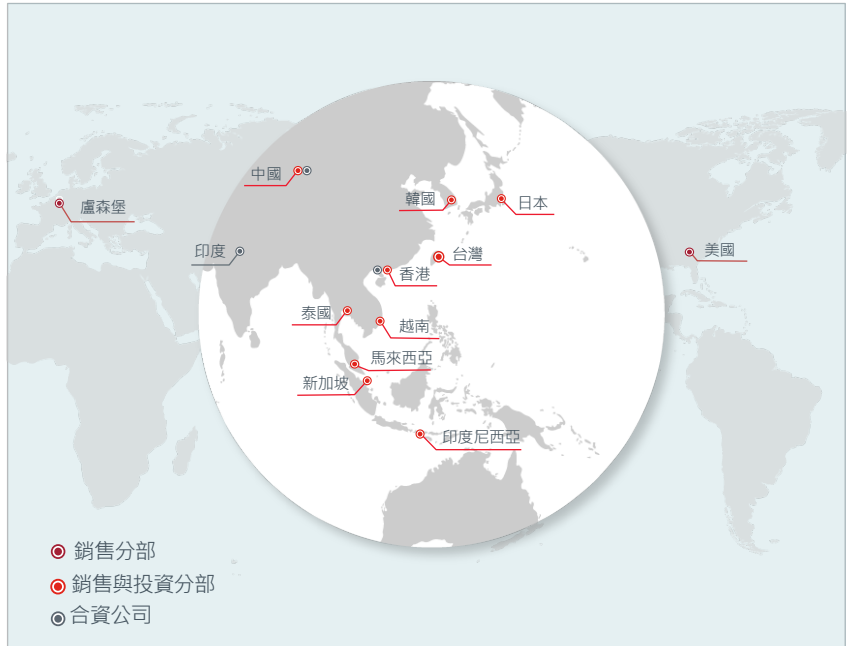 中國
韓國
日本
盧森堡
印度
台灣
美國
香港
泰國
越南
馬來西亞
新加坡
印度尼西亞
銷售分部
銷售與投資分部
合資公司